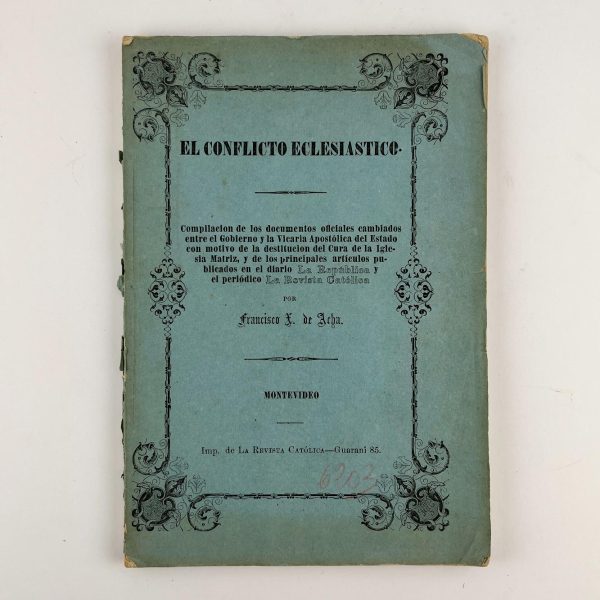 EL CONFLICTO ECLESIASTICO.
Compilacion de los documentos oficiales cambiados
entre el Gobierno y la Vicaria Apostólica del Estado
con motivo de la destitucion del Cura de la Igle-
sia Matriz, y de los principales artículos pu-
blicados en el diario La República y
el periódico La Revista Católica
POR
Francisco X. de Acha.
MONTEVIDEO
Imp. de LA REVISTA CATÓLICA—Guaraní 85.
6203